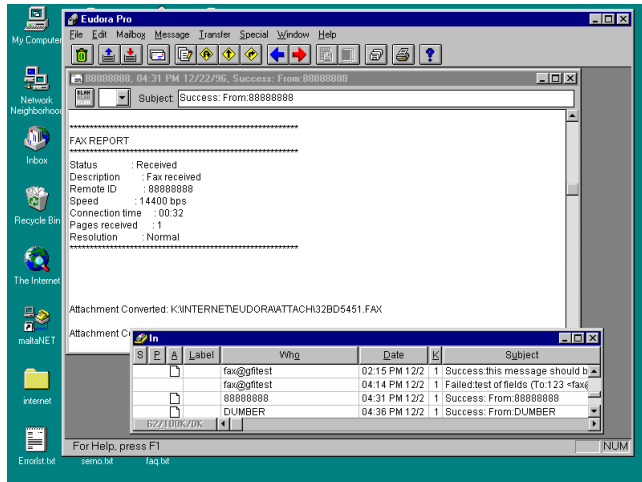 My Computer
Network
Neighborhood
Inbox
Recycle Bin
The Internet
maltaNET
internet
Errorlst.txt
serno.txt
faq.txt
Eudora Pro
File Edit Mailbox Message Transfer Special Window Help
88888888, 04:31 PM 12/22/96, Success: From:88888888
Subject: Success: From:88888888
*********************************************************
FAX REPORT
*********************************************************
Status : Received
Description : Fax received
Remote ID : 88888888
Speed : 14400 bps
Connection time : 00:32
Pages received : 1
Resolution : Normal
*********************************************************
Attachment Converted: K:\INTERNET\EUDORA\ATTACH\32BD5451.FAX
Attachment C
In
S P A Label Who Date K Subject
fax@gfitest 02:15 PM 12/2 1 Success:this message should b
fax@gfitest 04:14 PM 12/2 1 Failed:test of fields (To:123 <fax@
88888888 04:31 PM 12/2 1 Success: From:88888888
DUMBER 04:36 PM 12/2 1 Success: From:DUMBER
62/100K/0K
For Help, press F1
NUM